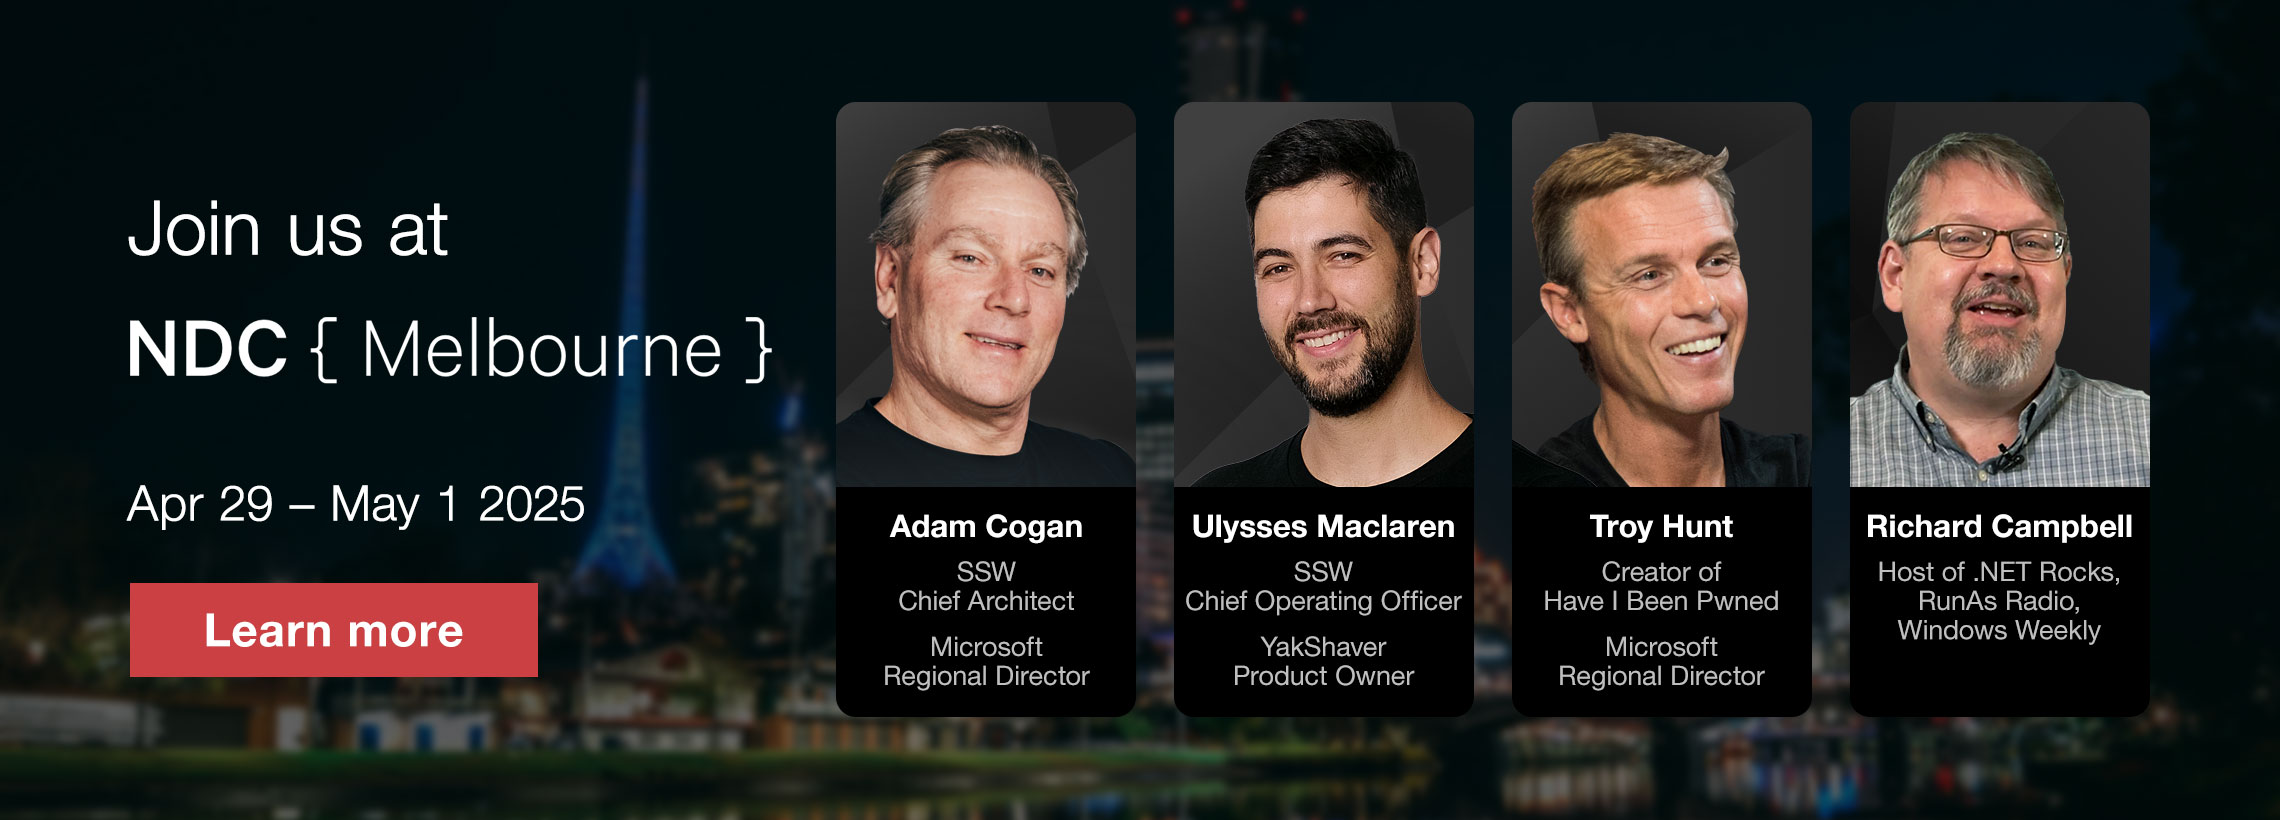 Join us at
NDC { Melbourne }
Apr 29 – May 1 2025
Learn more
Adam Cogan
SSW
Chief Architect
Microsoft
Regional Director
Ulysses Maclaren
SSW
Chief Operating Officer
YakShaver
Product Owner
Troy Hunt
Creator of
Have I Been Pwned
Microsoft
Regional Director
Richard Campbell
Host of .NET Rocks,
RunAs Radio,
Windows Weekly